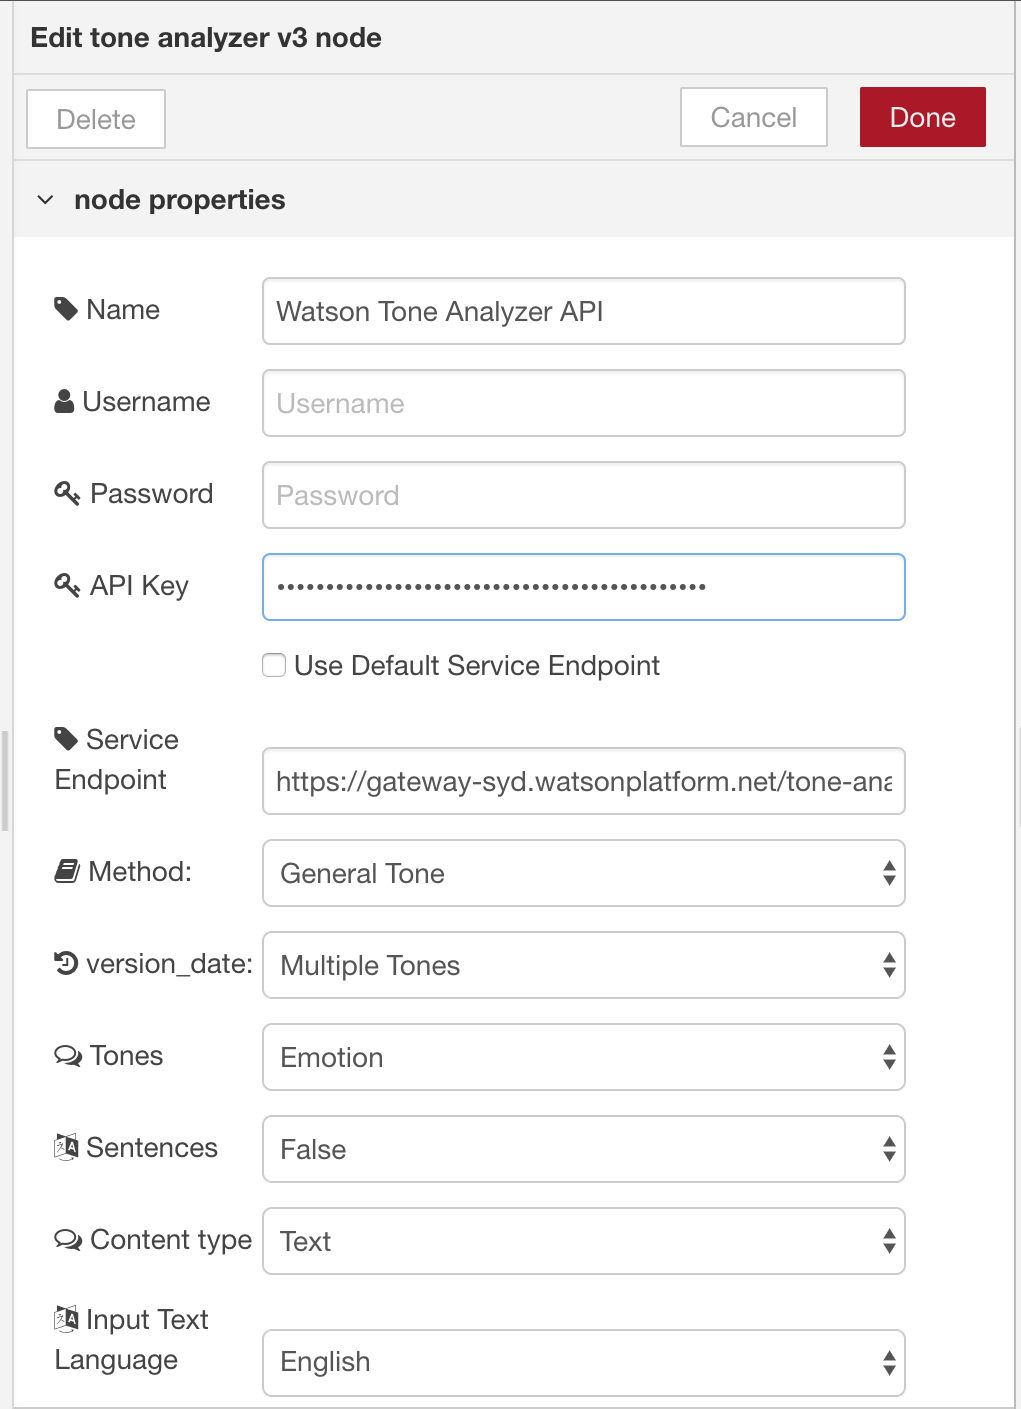 Edit tone analyzer v3 node
Delete
Cancel
Done
node properties
Name
Watson Tone Analyzer API
Username
Username
Password
Password
API Key
••••••••••••••••••••••••••••••••••••••••••••
Use Default Service Endpoint
Service
Endpoint
https://gateway-syd.watsonplatform.net/tone-ana
Method:
General Tone
version_date:
Multiple Tones
Tones
Emotion
Sentences
False
Content type
Text
Input Text
Language
English